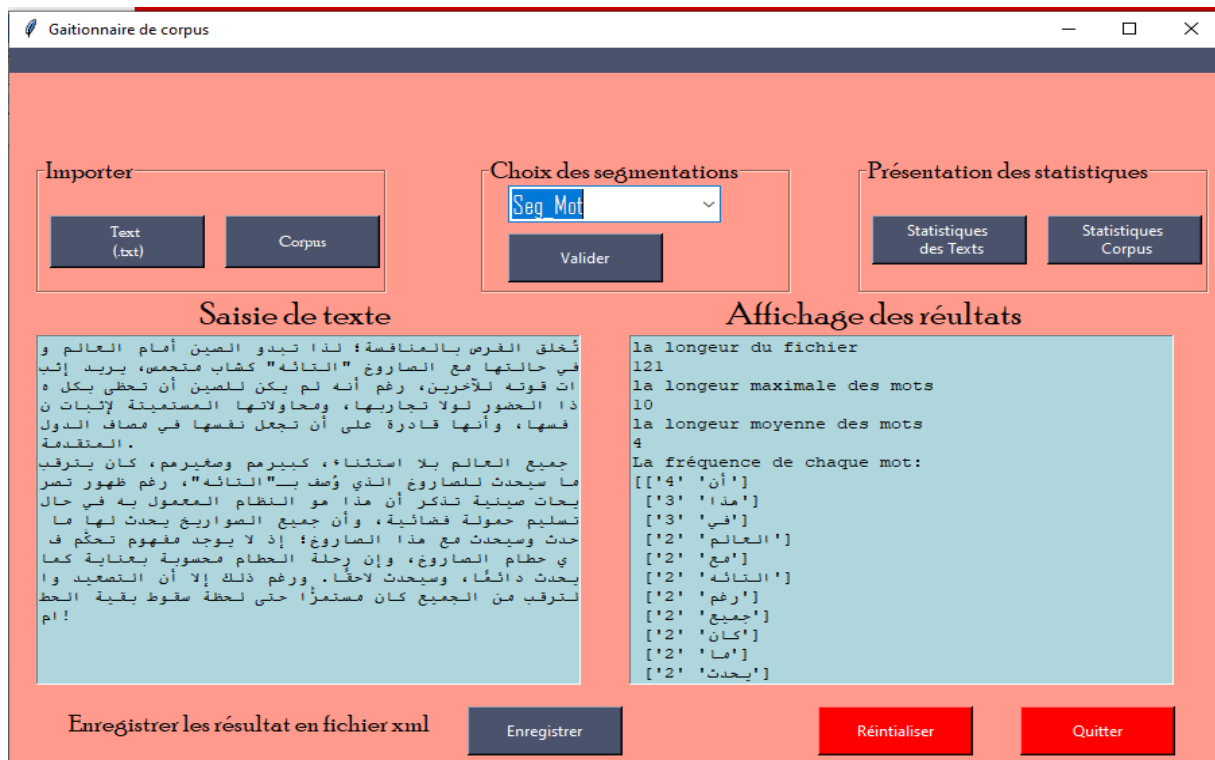 Gaitionnaire de corpus
Importer
Text
(.txt)
Corpus
Choix des segmentations
Seg_Mot
Valider
Présentation des statistiques
Statistiques
des Texts
Statistiques
Corpus
Saisie de texte
تُخلق الفرص بالمنافسة؛ لذا تبدو الصين أمام العالم و
في حالتها مع الصاروخ "التائه" كشاب متحمس، يريد إثب
ات قوته للآخرين، رغم أنه لم يكن للصين أن تحظى بكل ه
ذا الحضور لولا تجاربها، ومحاولاتها المستميتة لإثبات ن
فسها، وأنها قادرة على أن تجعل نفسها في مصاف الدول
المتقدمة.
جميع العالم بلا استثناء، كبيرهم وصغيرهم، كان يترقب
ما سيحدث للصاروخ الذي وُصف بـ"التائه"، رغم ظهور تصر
يحات صينية تذكر أن هذا هو النظام المعمول به في حال
تسليم حمولة فضائية، وأن جميع الصواريخ يحدث لها ما
حدث وسيحدث مع هذا الصاروخ؛ إذ لا يوجد مفهوم تحكّم ف
ي حطام الصاروخ، وإن رحلة الحطام محسوبة بعناية كما
يحدث دائمًا، وسيحدث لاحقًا. ورغم ذلك إلا أن التصعيد وا
لترقب من الجميع كان مستمرًا حتى لحظة سقوط بقية الحط
ام!
Affichage des réultats
la longeur du fichier
121
la longeur maximale des mots
10
la longeur moyenne des mots
4
La fréquence de chaque mot:
[['أن' '4']
['هذا' '3']
['في' '3']
['العالم' '2']
['مع' '2']
['التائه' '2']
['رغم' '2']
['جميع' '2']
['كان' '2']
['ما' '2']
['يحدث' '2']
Enregistrer les résultat en fichier xml
Enregistrer
Réintialiser
Quitter